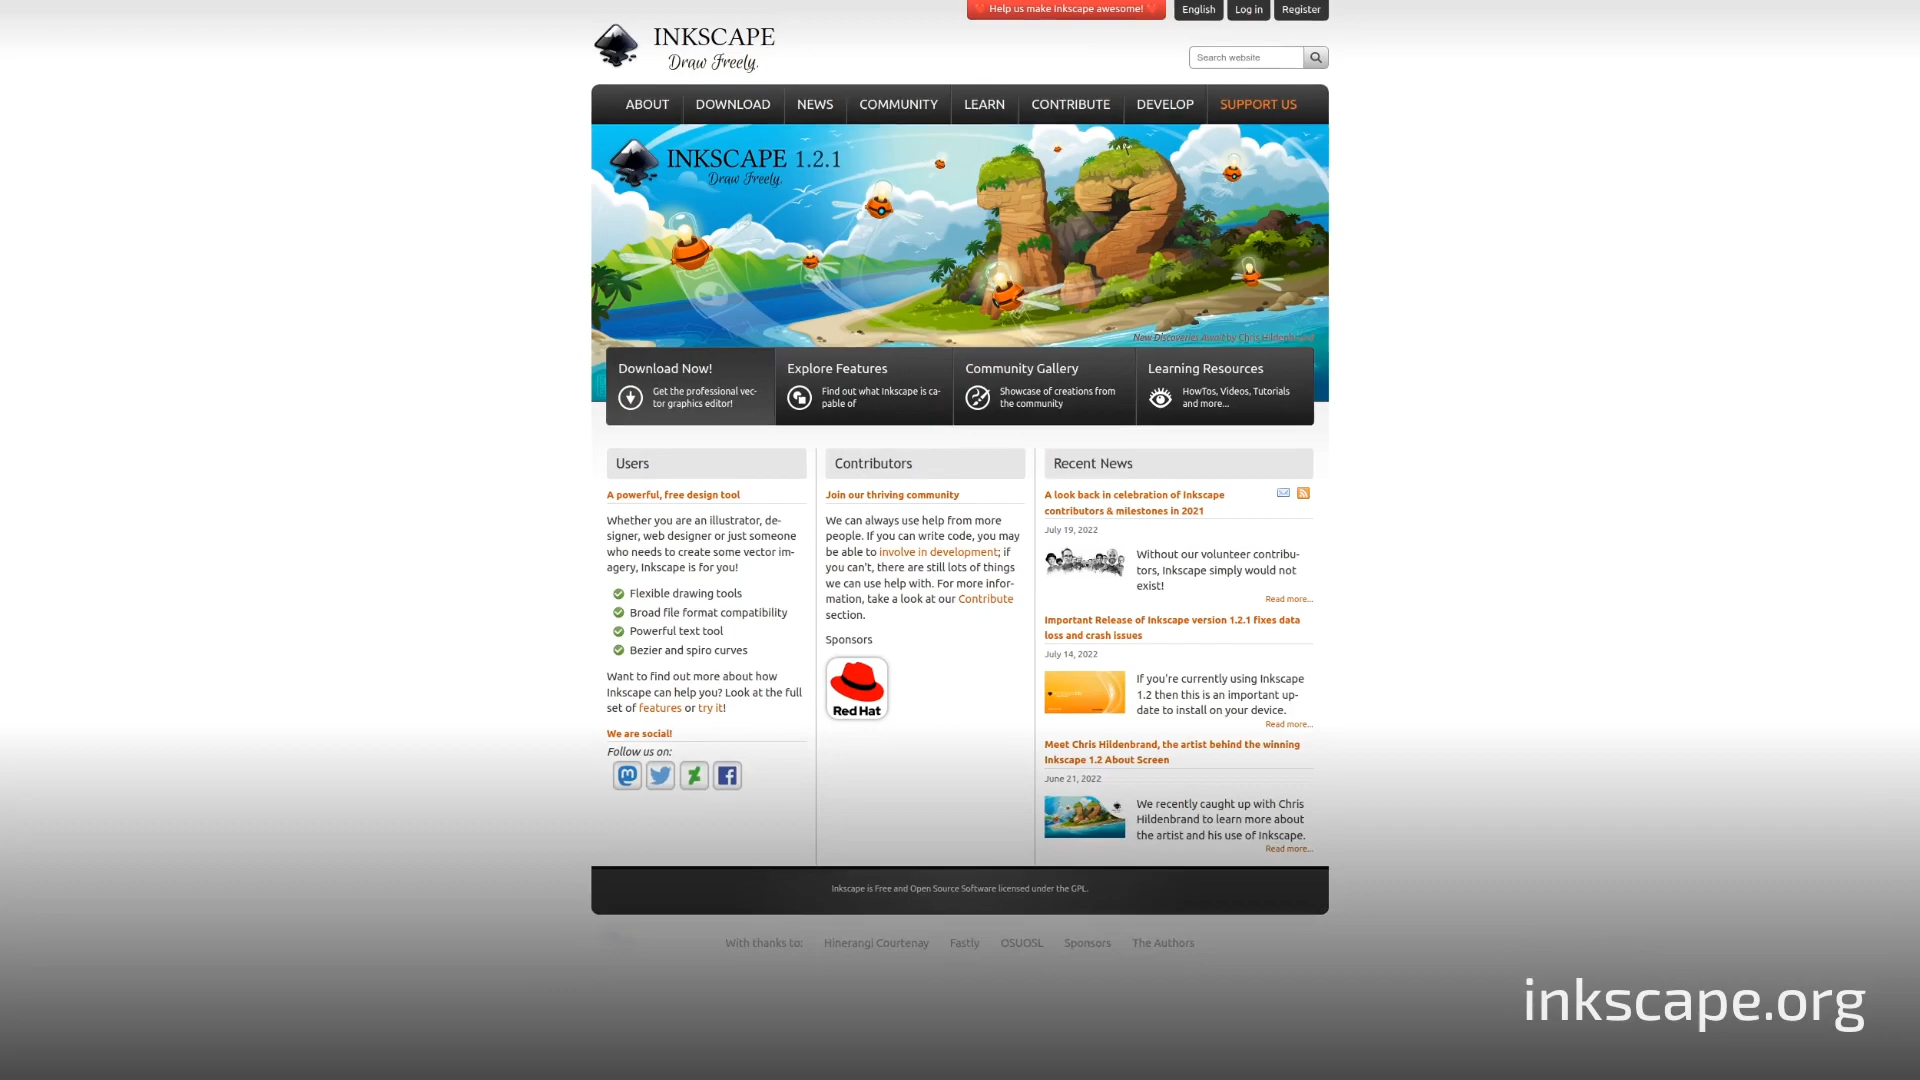 Help us make Inkscape awesome!
English
Log in
Register
INKSCAPE
Draw Freely.
Search website
ABOUT
DOWNLOAD
NEWS
COMMUNITY
LEARN
CONTRIBUTE
DEVELOP
SUPPORT US
INKSCAPE 1.2.1
Draw Freely.
New Discoveries Await by Chris Hildenbrand
Download Now!
Get the professional vec-
tor graphics editor!
Explore Features
Find out what Inkscape is ca-
pable of
Community Gallery
Showcase of creations from
the community
Learning Resources
HowTos, Videos, Tutorials
and more...
Users
A powerful, free design tool
Whether you are an illustrator, de-
signer, web designer or just someone
who needs to create some vector im-
agery, Inkscape is for you!
Flexible drawing tools
Broad file format compatibility
Powerful text tool
Bezier and spiro curves
Want to find out more about how
Inkscape can help you? Look at the full
set of features or try it!
We are social!
Follow us on:
Contributors
Join our thriving community
We can always use help from more
people. If you can write code, you may
be able to involve in development; if
you can't, there are still lots of things
we can use help with. For more infor-
mation, take a look at our Contribute
section.
Sponsors
Red Hat
Recent News
A look back in celebration of Inkscape
contributors & milestones in 2021
July 19, 2022
Without our volunteer contribu-
tors, Inkscape simply would not
exist!
Read more...
Important Release of Inkscape version 1.2.1 fixes data
loss and crash issues
July 14, 2022
If you're currently using Inkscape
1.2 then this is an important up-
date to install on your device.
Read more...
Meet Chris Hildenbrand, the artist behind the winning
Inkscape 1.2 About Screen
June 21, 2022
We recently caught up with Chris
Hildenbrand to learn more about
the artist and his use of Inkscape.
Read more...
Inkscape is Free and Open Source Software licensed under the GPL.
With thanks to:
Hinerangi Courtenay
Fastly
OSUOSL
Sponsors
The Authors
inkscape.org